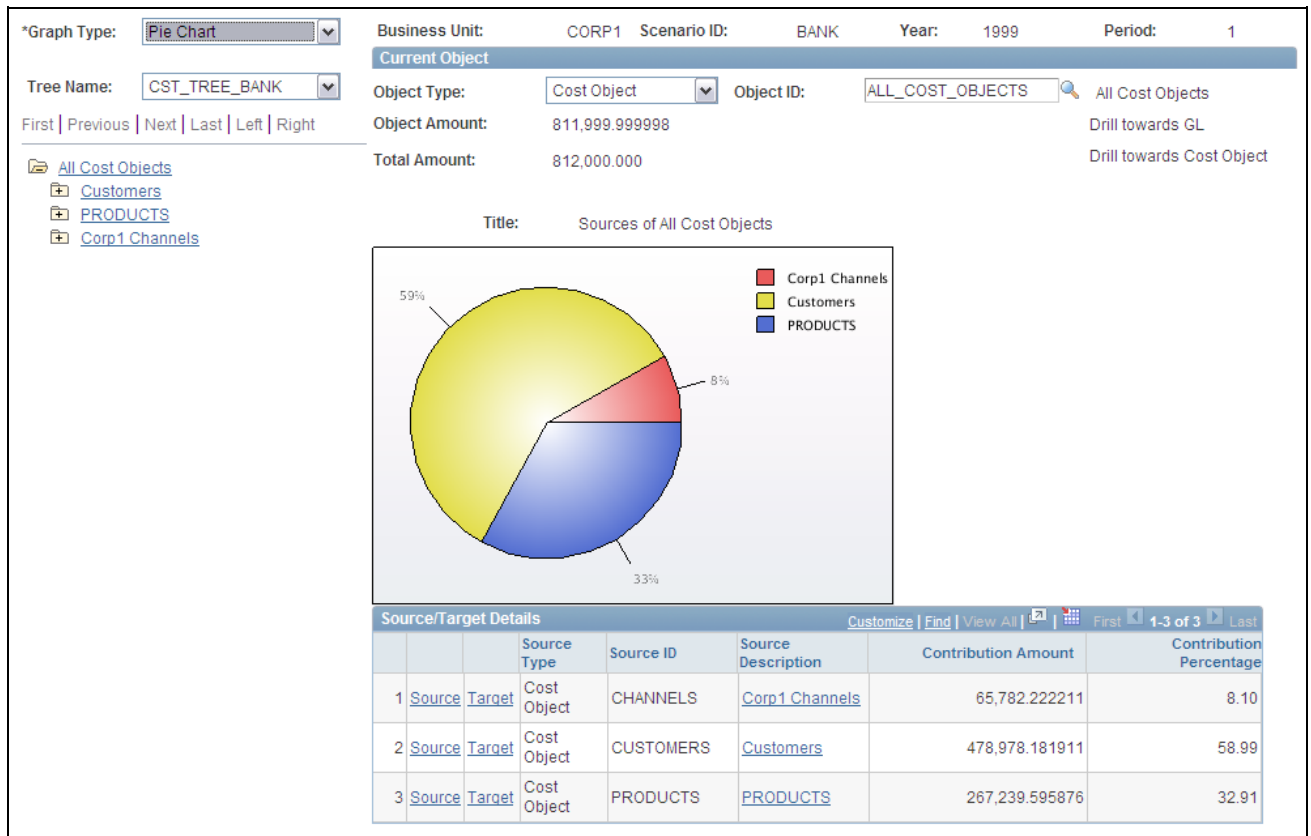 *Graph Type: Pie Chart
Business Unit: CORP1 Scenario ID: BANK Year: 1999 Period: 1
Current Object
Tree Name: CST_TREE_BANK
Object Type: Cost Object Object ID: ALL_COST_OBJECTS All Cost Objects
First | Previous | Next | Last | Left | Right
Object Amount: 811,999.999998 Drill towards GL
Total Amount: 812,000.000 Drill towards Cost Object
All Cost Objects
Customers
PRODUCTS
Corp1 Channels
Title: Sources of All Cost Objects
Corp1 Channels
Customers
PRODUCTS
59%
8%
33%
Source/Target Details Customize | Find | View All | | First 1-3 of 3 Last
Source Type Source ID Source Description Contribution Amount Contribution Percentage
1 Source Target Cost Object CHANNELS Corp1 Channels 65,782.222211 8.10
2 Source Target Cost Object CUSTOMERS Customers 478,978.181911 58.99
3 Source Target Cost Object PRODUCTS PRODUCTS 267,239.595876 32.91